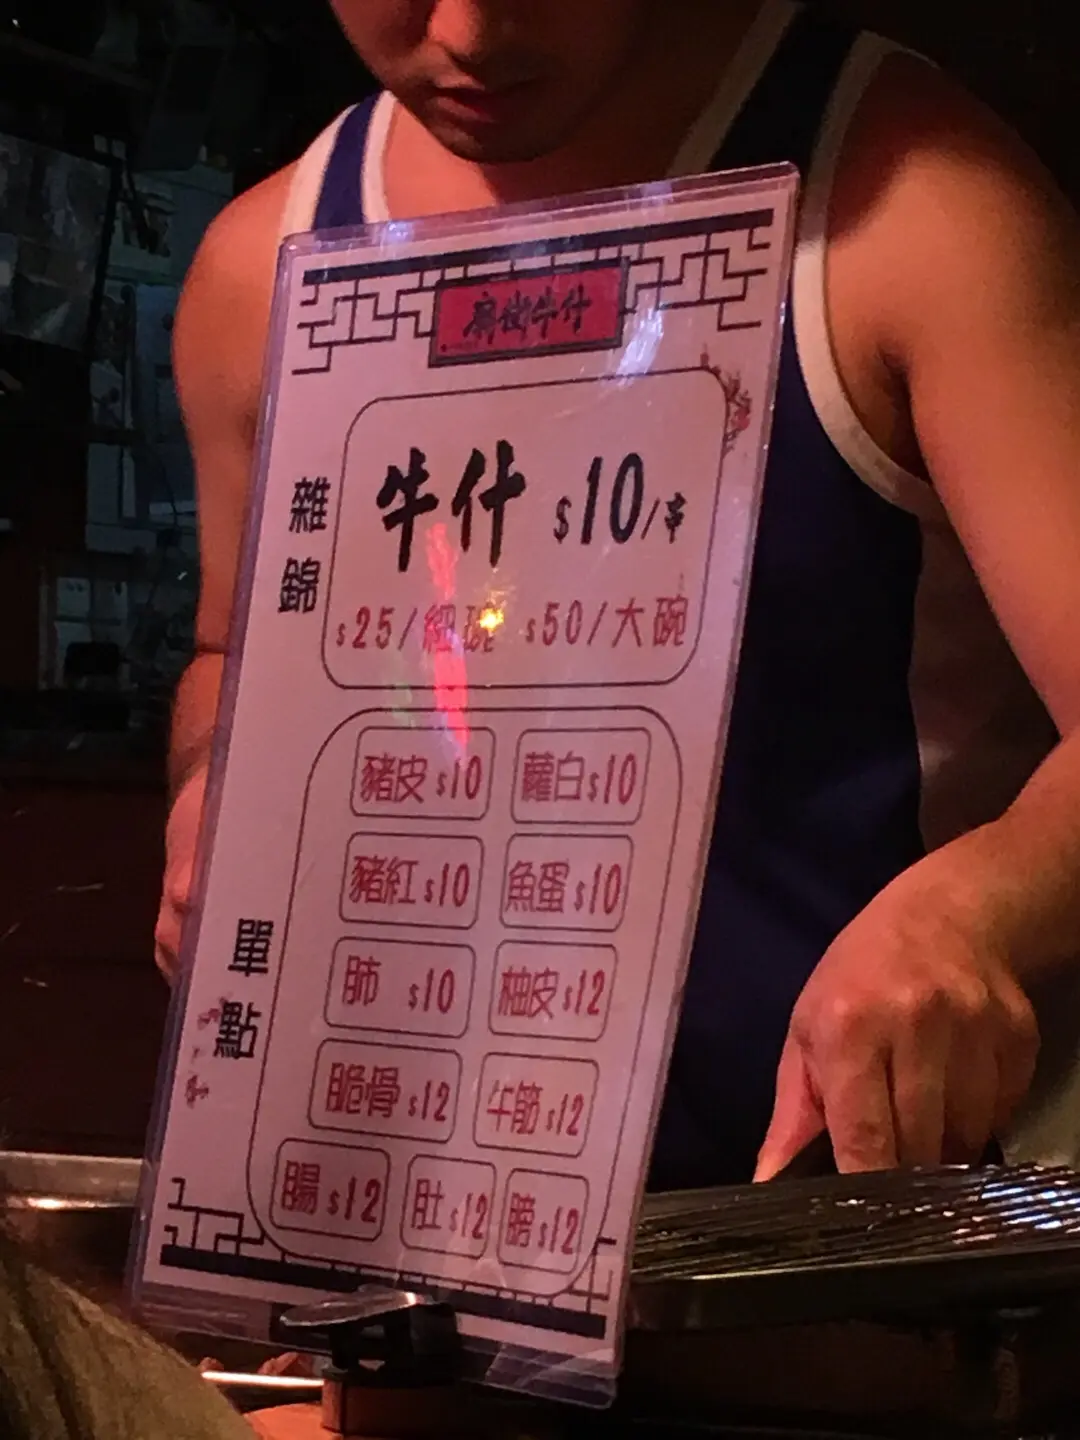 街牛什
雜錦
牛什 $10/串
$25/細碗 $50/大碗
單點
豬皮 $10 蘿白 $10
豬紅 $10 魚蛋 $10
肺 $10 柚皮 $12
脆骨 $12 牛筋 $12
腸 $12 肚 $12 膀 $12